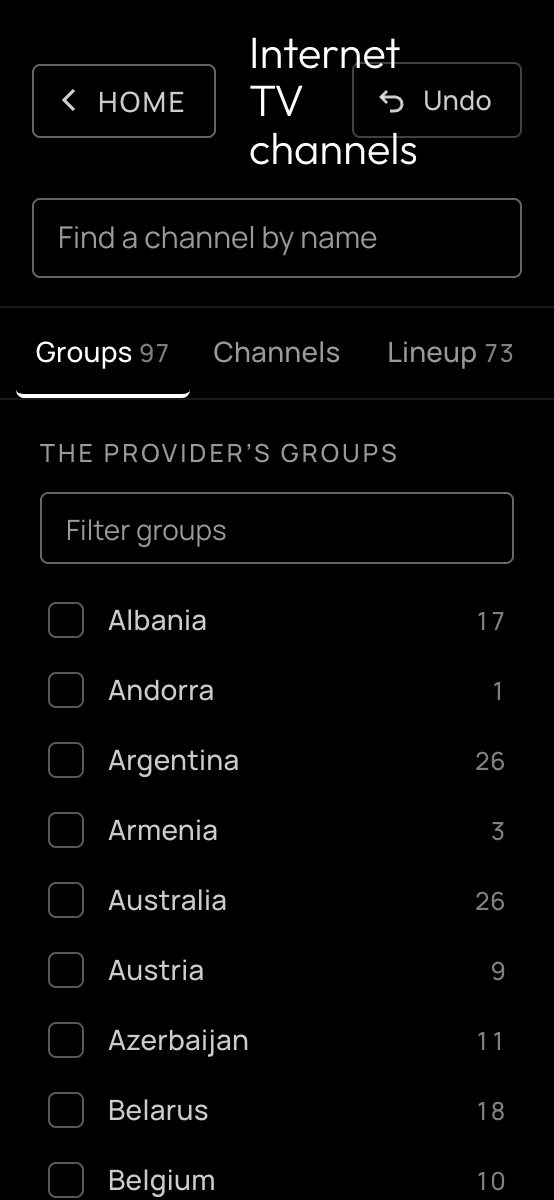 HOME
Internet
TV
channels
Undo
Find a channel by name
Groups 97 Channels Lineup 73
THE PROVIDER’S GROUPS
Filter groups
Albania 17
Andorra 1
Argentina 26
Armenia 3
Australia 26
Austria 9
Azerbaijan 11
Belarus 18
Belgium 10